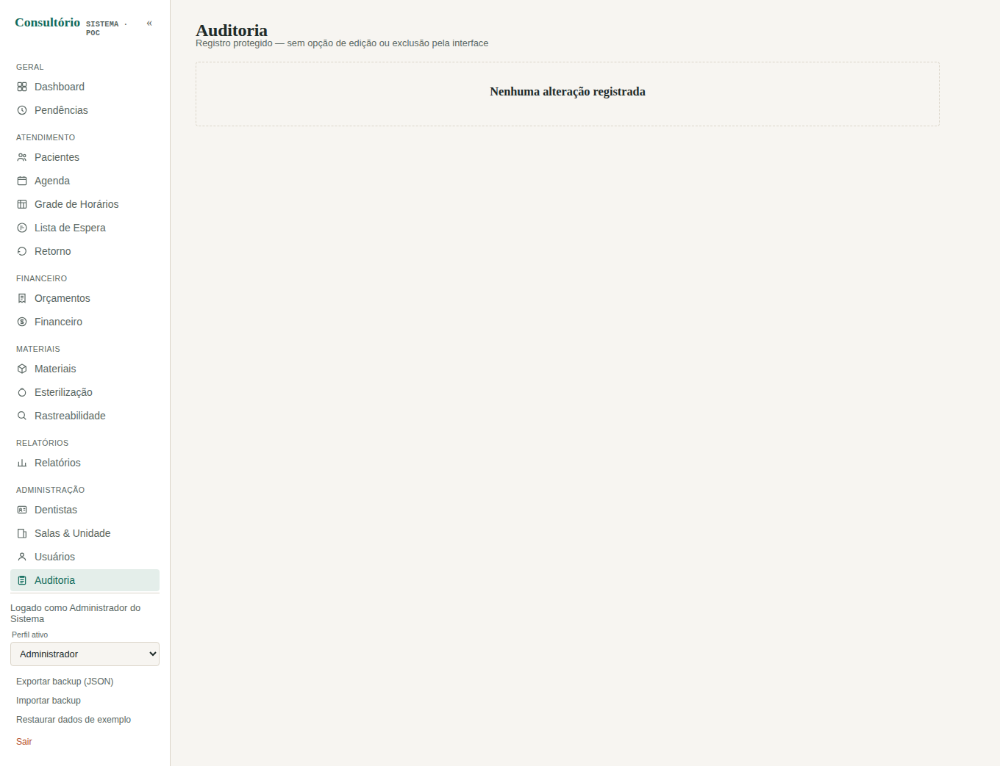 Consultório SISTEMA · POC «
GERAL
Dashboard
Pendências
ATENDIMENTO
Pacientes
Agenda
Grade de Horários
Lista de Espera
Retorno
FINANCEIRO
Orçamentos
Financeiro
MATERIAIS
Materiais
Esterilização
Rastreabilidade
RELATÓRIOS
Relatórios
ADMINISTRAÇÃO
Dentistas
Salas & Unidade
Usuários
Auditoria
Logado como Administrador do
Sistema
Perfil ativo
Administrador
Exportar backup (JSON)
Importar backup
Restaurar dados de exemplo
Sair
Auditoria
Registro protegido — sem opção de edição ou exclusão pela interface
Nenhuma alteração registrada